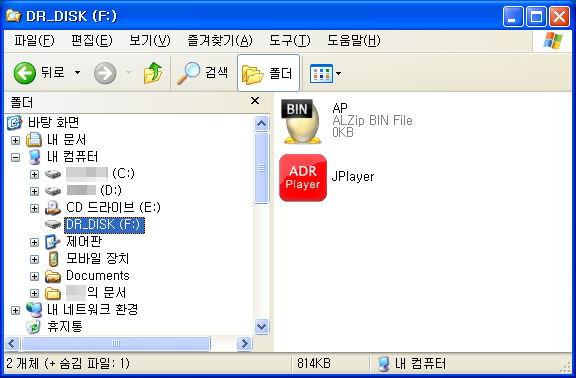 DR_DISK (F:)
파일(F) 편집(E) 보기(V) 즐겨찾기(A) 도구(T) 도움말(H)
뒤로 검색 폴더
폴더
바탕 화면
내 문서
내 컴퓨터
(C:)
(D:)
CD 드라이브 (E:)
DR_DISK (F:)
제어판
모바일 장치
Documents
의 문서
내 네트워크 환경
휴지통
BIN
AP
ALZip BIN File
0KB
ADR
Player
JPlayer
2 개체 (+ 숨김 파일: 1) 814KB 내 컴퓨터